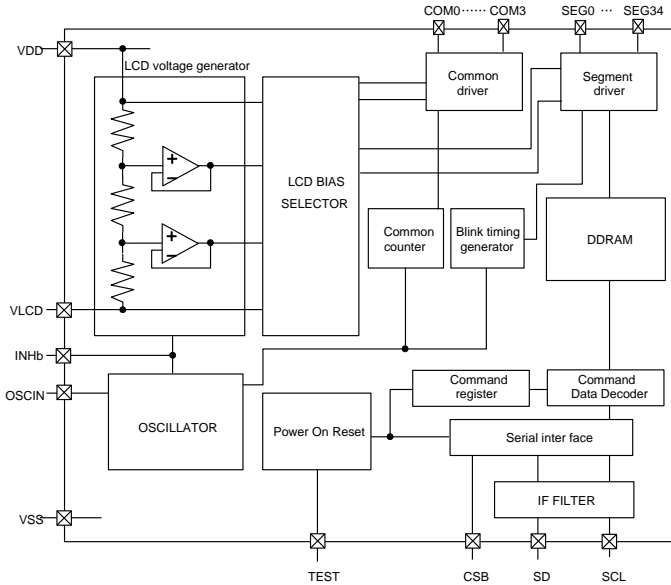 COM0······ COM3 SEG0 ··· SEG34
VDD
LCD voltage generator
Common
driver
Segment
driver
LCD BIAS
SELECTOR
Common
counter
Blink timing
generator
DDRAM
VLCD
INHb
OSCIN
OSCILLATOR
Command
register
Command
Data Decoder
Power On Reset
Serial inter face
IF FILTER
VSS
TEST CSB SD SCL